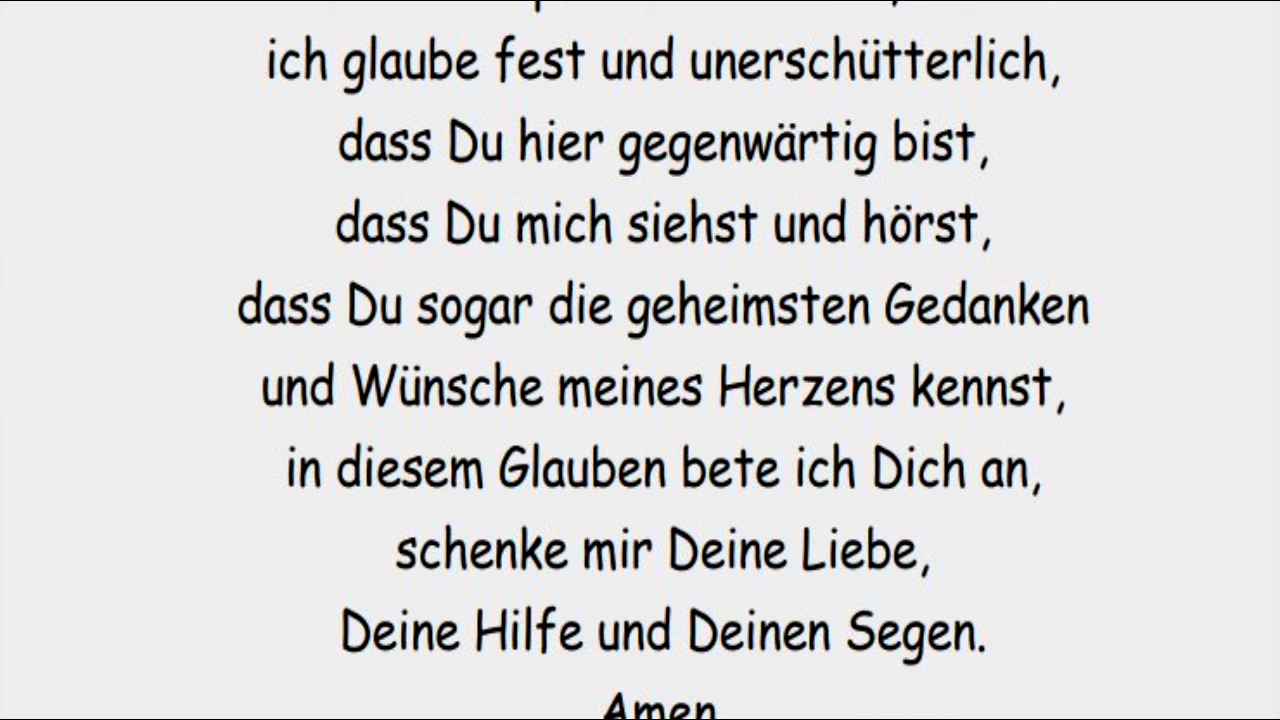 ich glaube fest und unerschütterlich,
dass Du hier gegenwärtig bist,
dass Du mich siehst und hörst,
dass Du sogar die geheimsten Gedanken
und Wünsche meines Herzens kennst,
in diesem Glauben bete ich Dich an,
schenke mir Deine Liebe,
Deine Hilfe und Deinen Segen.
Amen